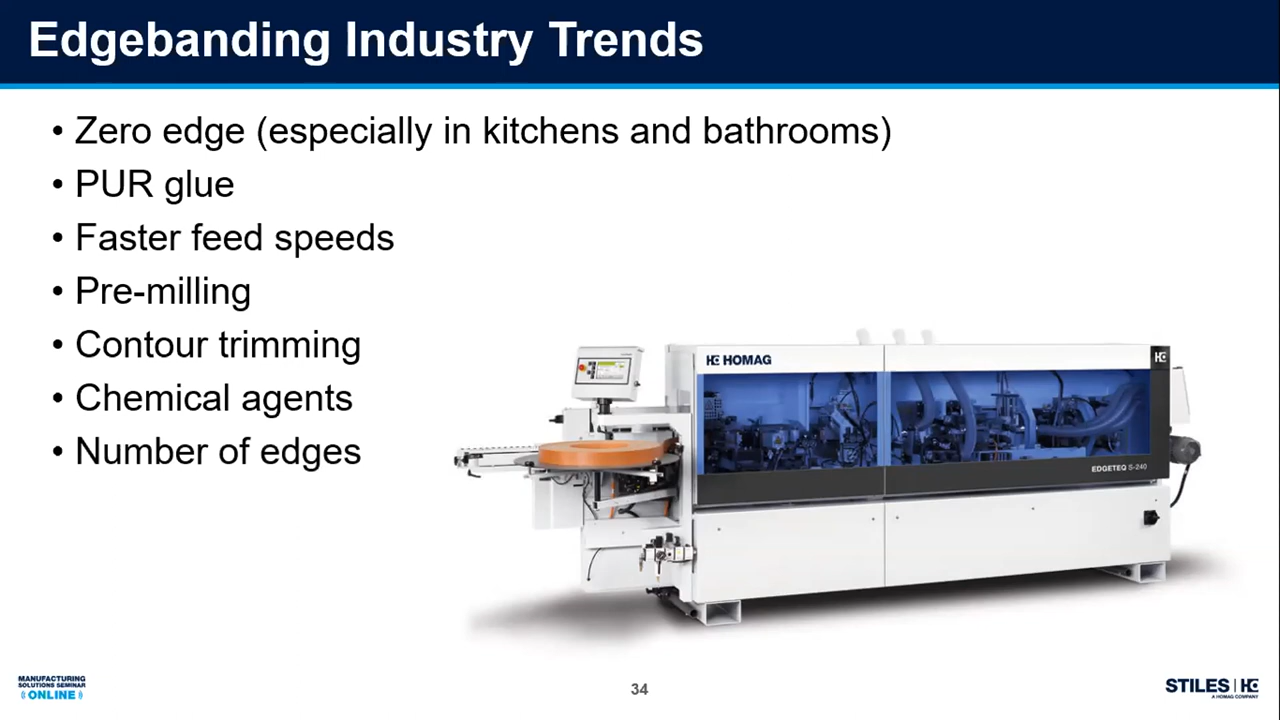 Edgebanding Industry Trends
• Zero edge (especially in kitchens and bathrooms)
• PUR glue
• Faster feed speeds
• Pre-milling
• Contour trimming
• Chemical agents
• Number of edges
HOMAG
EDGETEQ S-240
MANUFACTURING
SOLUTIONS SEMINAR
ONLINE
34
STILES
A HOMAG COMPANY